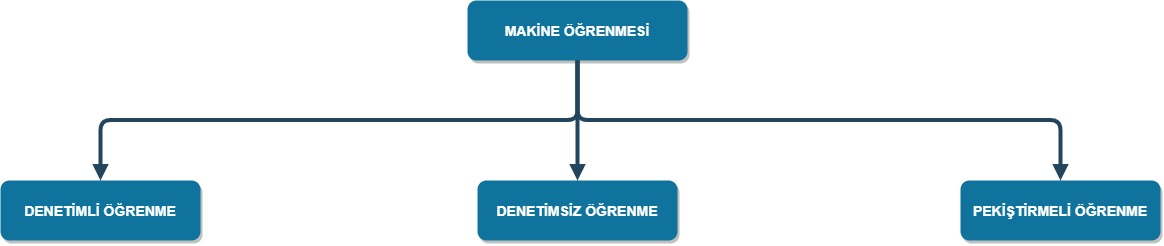 MAKİNE ÖĞRENMESİ
DENETİMLİ ÖĞRENME
DENETİMSİZ ÖĞRENME
PEKİŞTİRMELİ ÖĞRENME